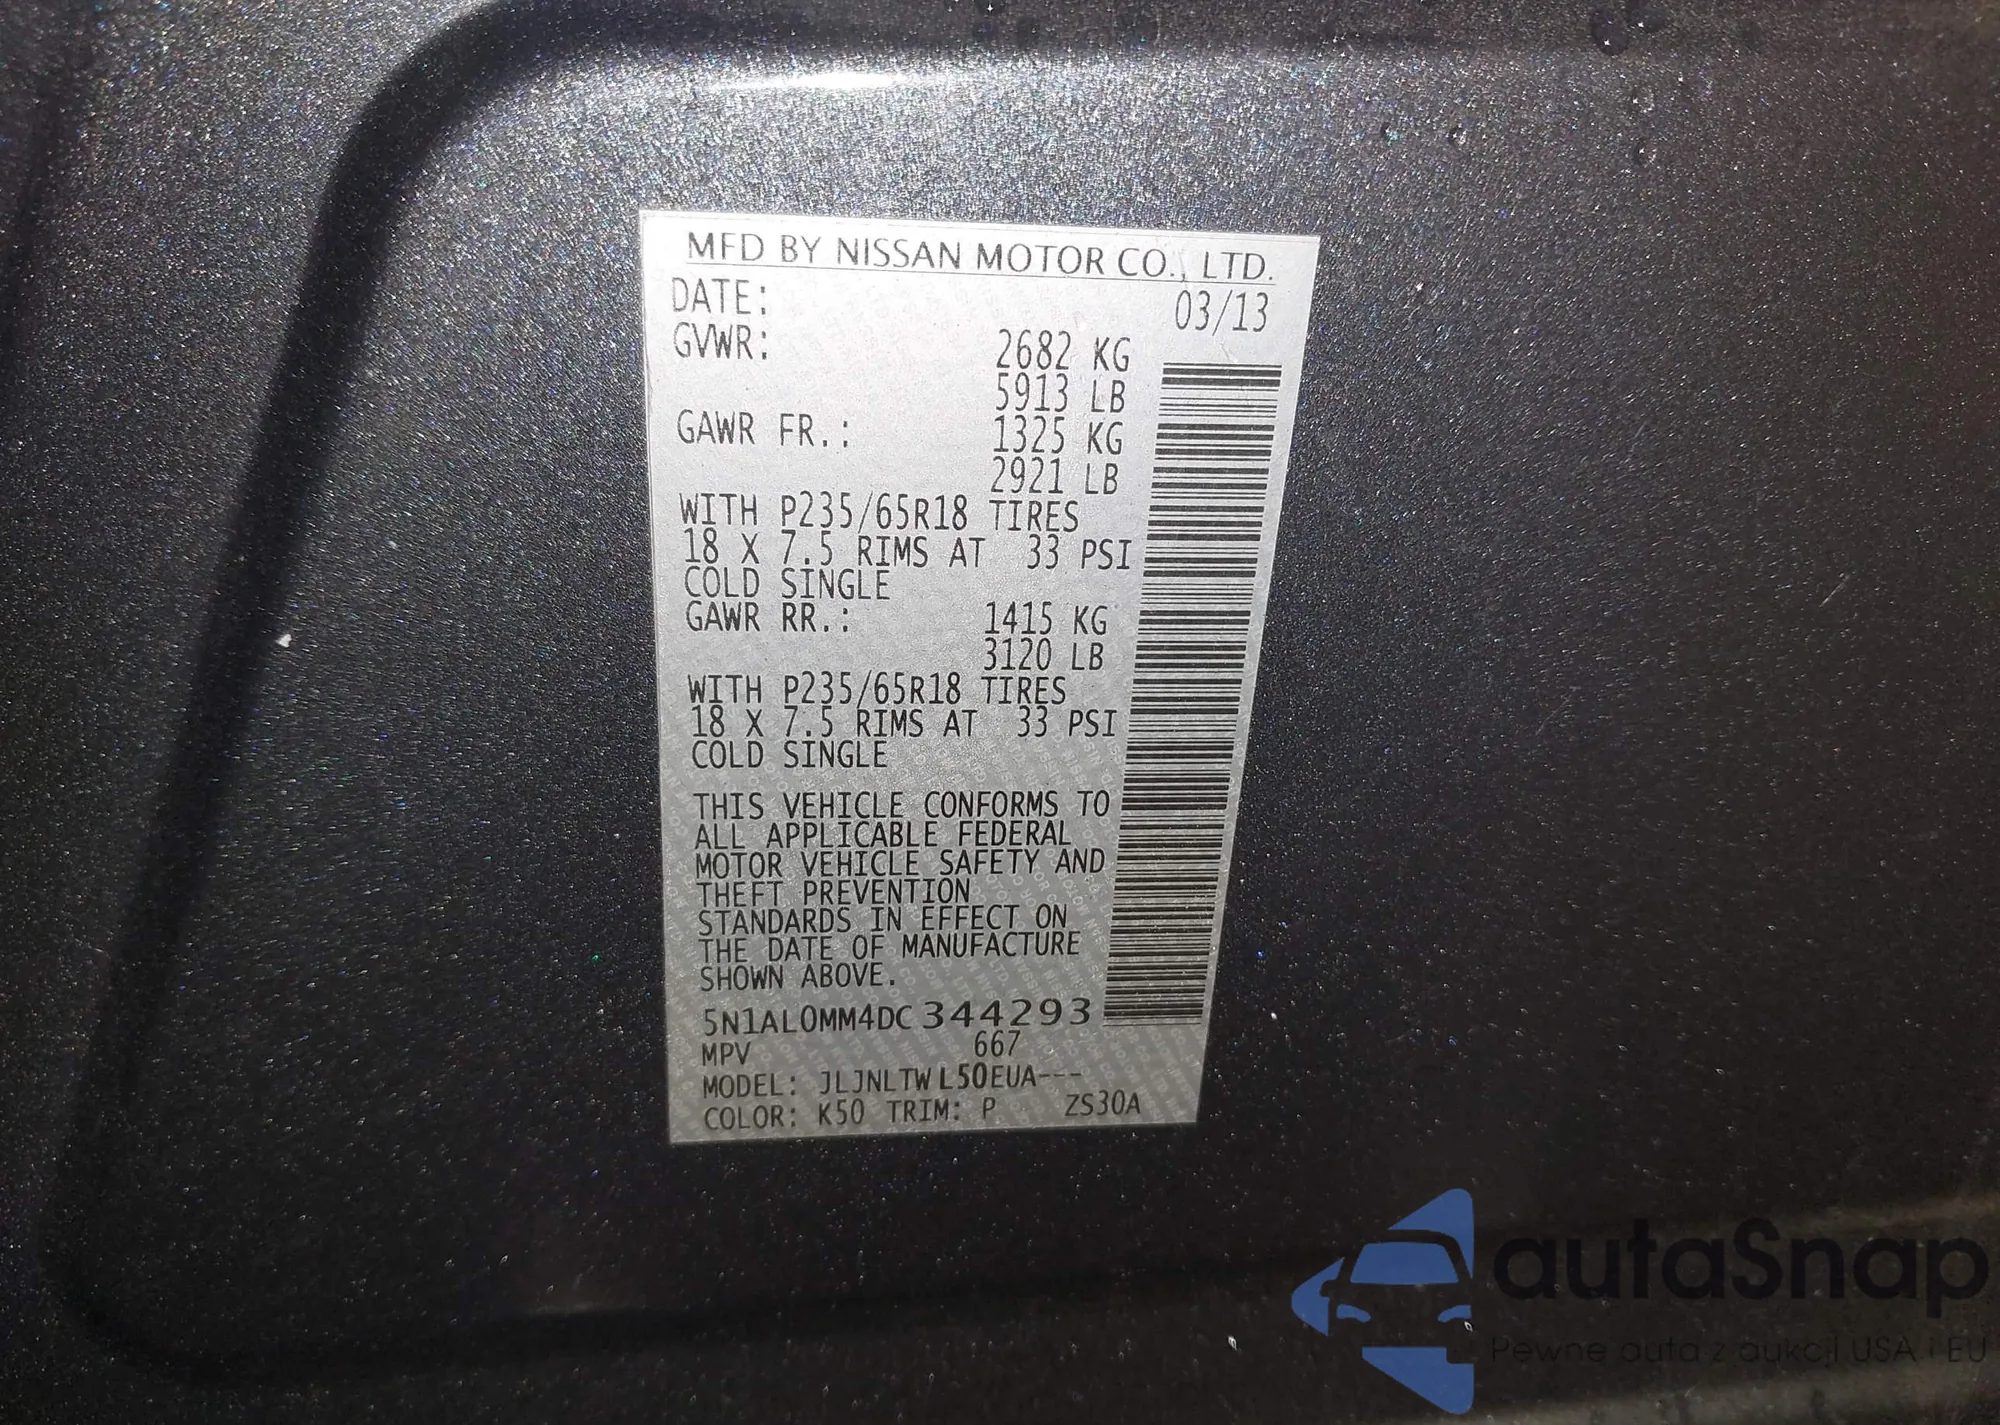 MFD BY NISSAN MOTOR CO., LTD.
DATE: 03/13
GVWR: 2682 KG
5913 LB
GAWR FR.: 1325 KG
2921 LB
WITH P235/65R18 TIRES
18 X 7.5 RIMS AT 33 PSI
COLD SINGLE
GAWR RR.: 1415 KG
3120 LB
WITH P235/65R18 TIRES
18 X 7.5 RIMS AT 33 PSI
COLD SINGLE
THIS VEHICLE CONFORMS TO
ALL APPLICABLE FEDERAL
MOTOR VEHICLE SAFETY AND
THEFT PREVENTION
STANDARDS IN EFFECT ON
THE DATE OF MANUFACTURE
SHOWN ABOVE.
5N1AL0MM4DC344293
MPV 667
MODEL: JLJNLTWL50EUA---
COLOR: K50 TRIM: P ZS30A
autaSnap
Pewne auta z aukcji USA i EU